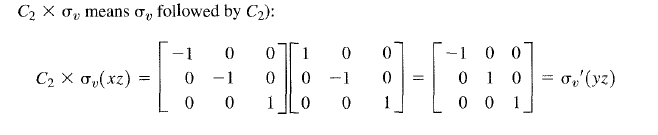 C₂ × σᵥ means σᵥ followed by C₂):
C₂ × σᵥ(xz) = [-1 0 0; 0 -1 0; 0 0 1] [1 0 0; 0 -1 0; 0 0 1] = [-1 0 0; 0 1 0; 0 0 1] = σᵥ'(yz)